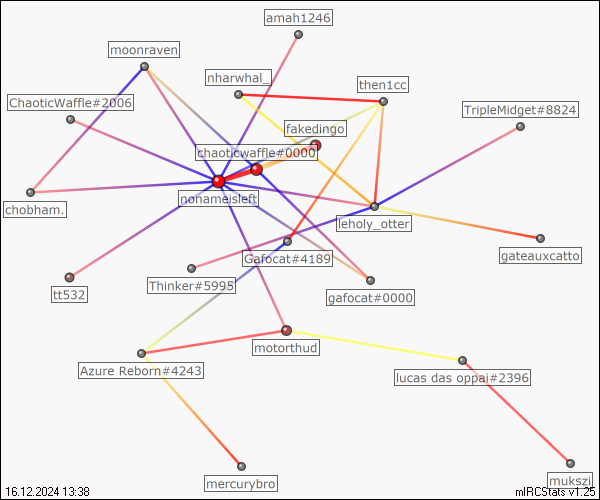 amah1246
moonraven
nharwhal_
then1cc
ChaoticWaffle#2006
TripleMidget#8824
fakedingo
chaoticwaffle#0000
nonameisleft
chobham.
leholy_otter
Gafocat#4189
gateauxcatto
Thinker#5995
tt532
gafocat#0000
motorthud
Azure Reborn#4243
lucas das oppai#2396
mercurybro
mukszi
16.12.2024 13:38
mIRCStats v1.25